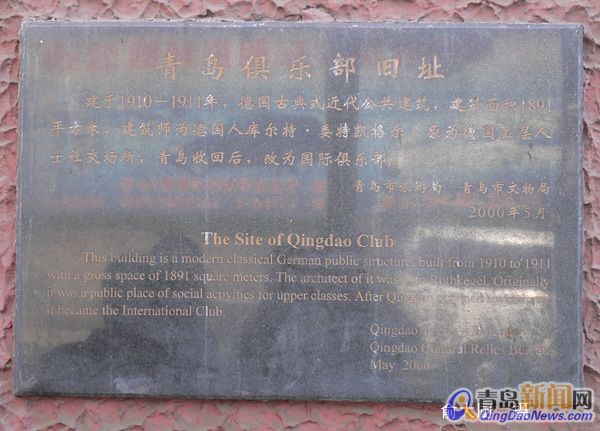 青岛俱乐部旧址
建于1910－1911年，德国古典式近代公共建筑，建筑面积1891
平方米，建筑师为德国人库尔特·娄特凯格尔，原为德国上层人
士社交场所，青岛收回后，改为国际俱乐部。
青岛市旅游局 青岛市文物局
2000年5月
The Site of Qingdao Club
This building is a modern classical German public structure, built from 1910 to 1911
with a gross space of 1891 square meters. The architect of it was Rothkegel. Originally
it was a public place of social activities for upper classes. After
it became the International Club.
Qingdao
Qingdao Cultural Relics Bureau
May 2000
青岛新闻网
QingDaoNews.com